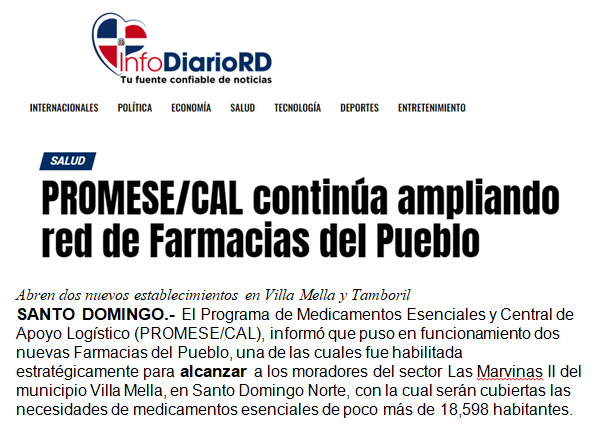 InfoDiarioRD
Tu fuente confiable de noticias
INTERNACIONALES POLÍTICA ECONOMÍA SALUD TECNOLOGÍA DEPORTES ENTRETENIMIENTO
SALUD
PROMESE/CAL continúa ampliando
red de Farmacias del Pueblo
Abren dos nuevos establecimientos en Villa Mella y Tamboril
SANTO DOMINGO.- El Programa de Medicamentos Esenciales y Central de
Apoyo Logístico (PROMESE/CAL), informó que puso en funcionamiento dos
nuevas Farmacias del Pueblo, una de las cuales fue habilitada
estratégicamente para alcanzar a los moradores del sector Las Marvinas II del
municipio Villa Mella, en Santo Domingo Norte, con la cual serán cubiertas las
necesidades de medicamentos esenciales de poco más de 18,598 habitantes.